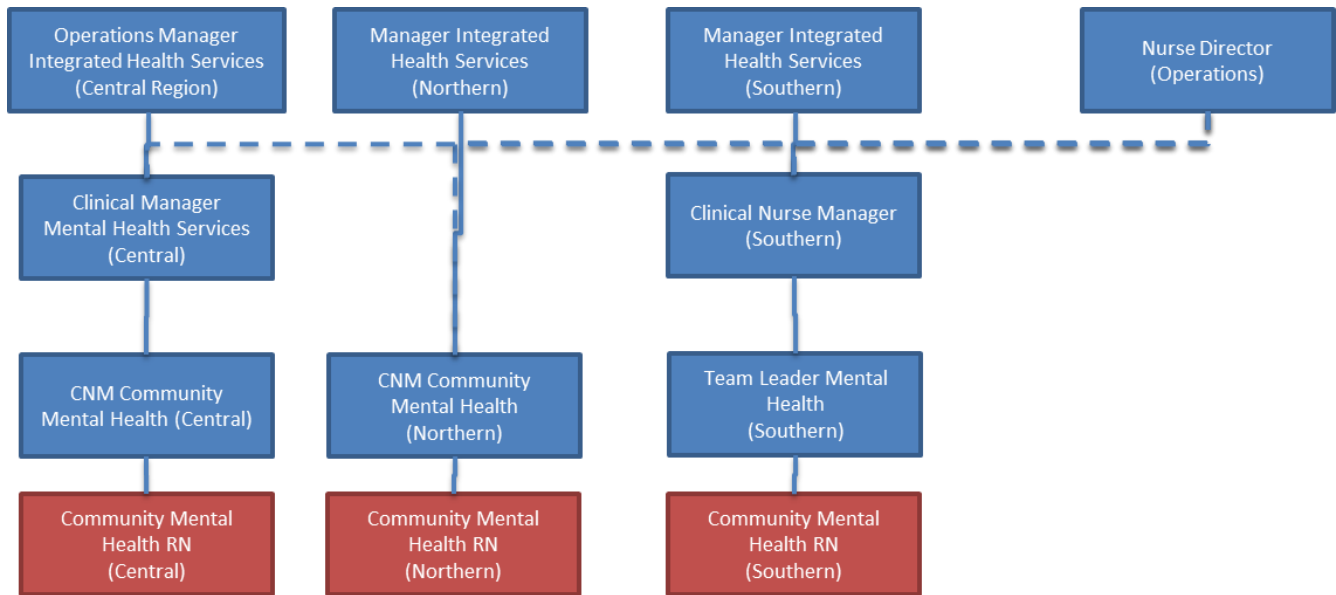 Operations Manager
Integrated Health Services
(Central Region)
Manager Integrated
Health Services
(Northern)
Manager Integrated
Health Services
(Southern)
Nurse Director
(Operations)
Clinical Manager
Mental Health Services
(Central)
Clinical Nurse Manager
(Southern)
CNM Community
Mental Health (Central)
CNM Community
Mental Health
(Northern)
Team Leader Mental
Health
(Southern)
Community Mental
Health RN
(Central)
Community Mental
Health RN
(Northern)
Community Mental
Health RN
(Southern)